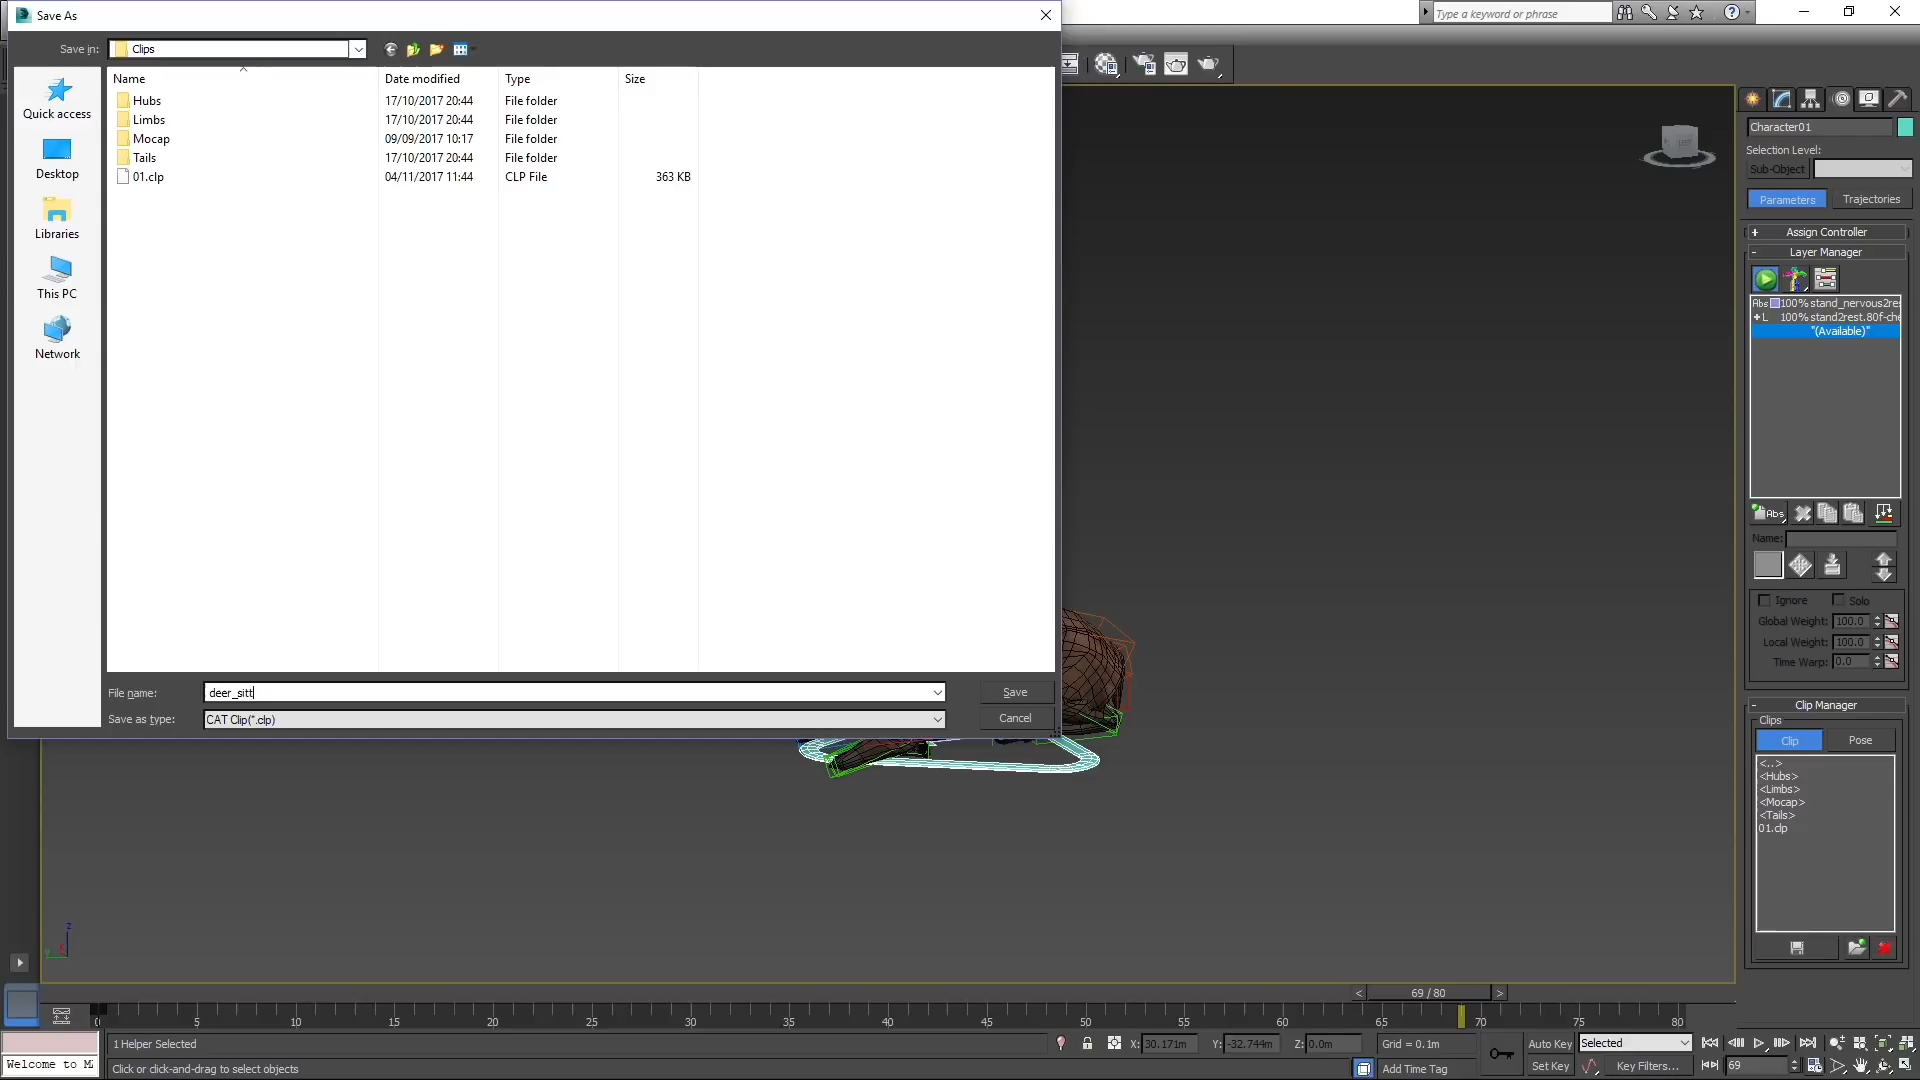 Save As
Type a keyword or phrase
Save in:
Clips
Name
Date modified
Type
Size
Hubs 17/10/2017 20:44 File folder
Limbs 17/10/2017 20:44 File folder
Mocap 09/09/2017 10:17 File folder
Tails 17/10/2017 20:44 File folder
01.clp 04/11/2017 11:44 CLP File 363 KB
Quick access
Desktop
Libraries
This PC
Network
File name:
deer_sitt
Save
Save as type:
CAT Clip(*.clp)
Cancel
Character01
Selection Level:
Sub-Object
Parameters
Trajectories
+ Assign Controller
- Layer Manager
Abs 100% stand_nervous2res
+ L 100% stand2rest.80f-che
"(Available)"
Abs
Name:
Ignore
Solo
Global Weight: 100.0
Local Weight: 100.0
Time Warp: 0.0
- Clip Manager
Clips
Clip
Pose
<..>
<Hubs>
<Limbs>
<Mocap>
<Tails>
01.clp
z
< 69 / 80 >
0 5 10 15 20 25 30 35 40 45 50 55 60 65 70 75 80
1 Helper Selected
X: 30.171m
Y: -32.744m
Z: 0.0m
Grid = 0.1m
Auto Key
Selected
Welcome to M
Click or click-and-drag to select objects
Add Time Tag
Set Key
Key Filters...
69